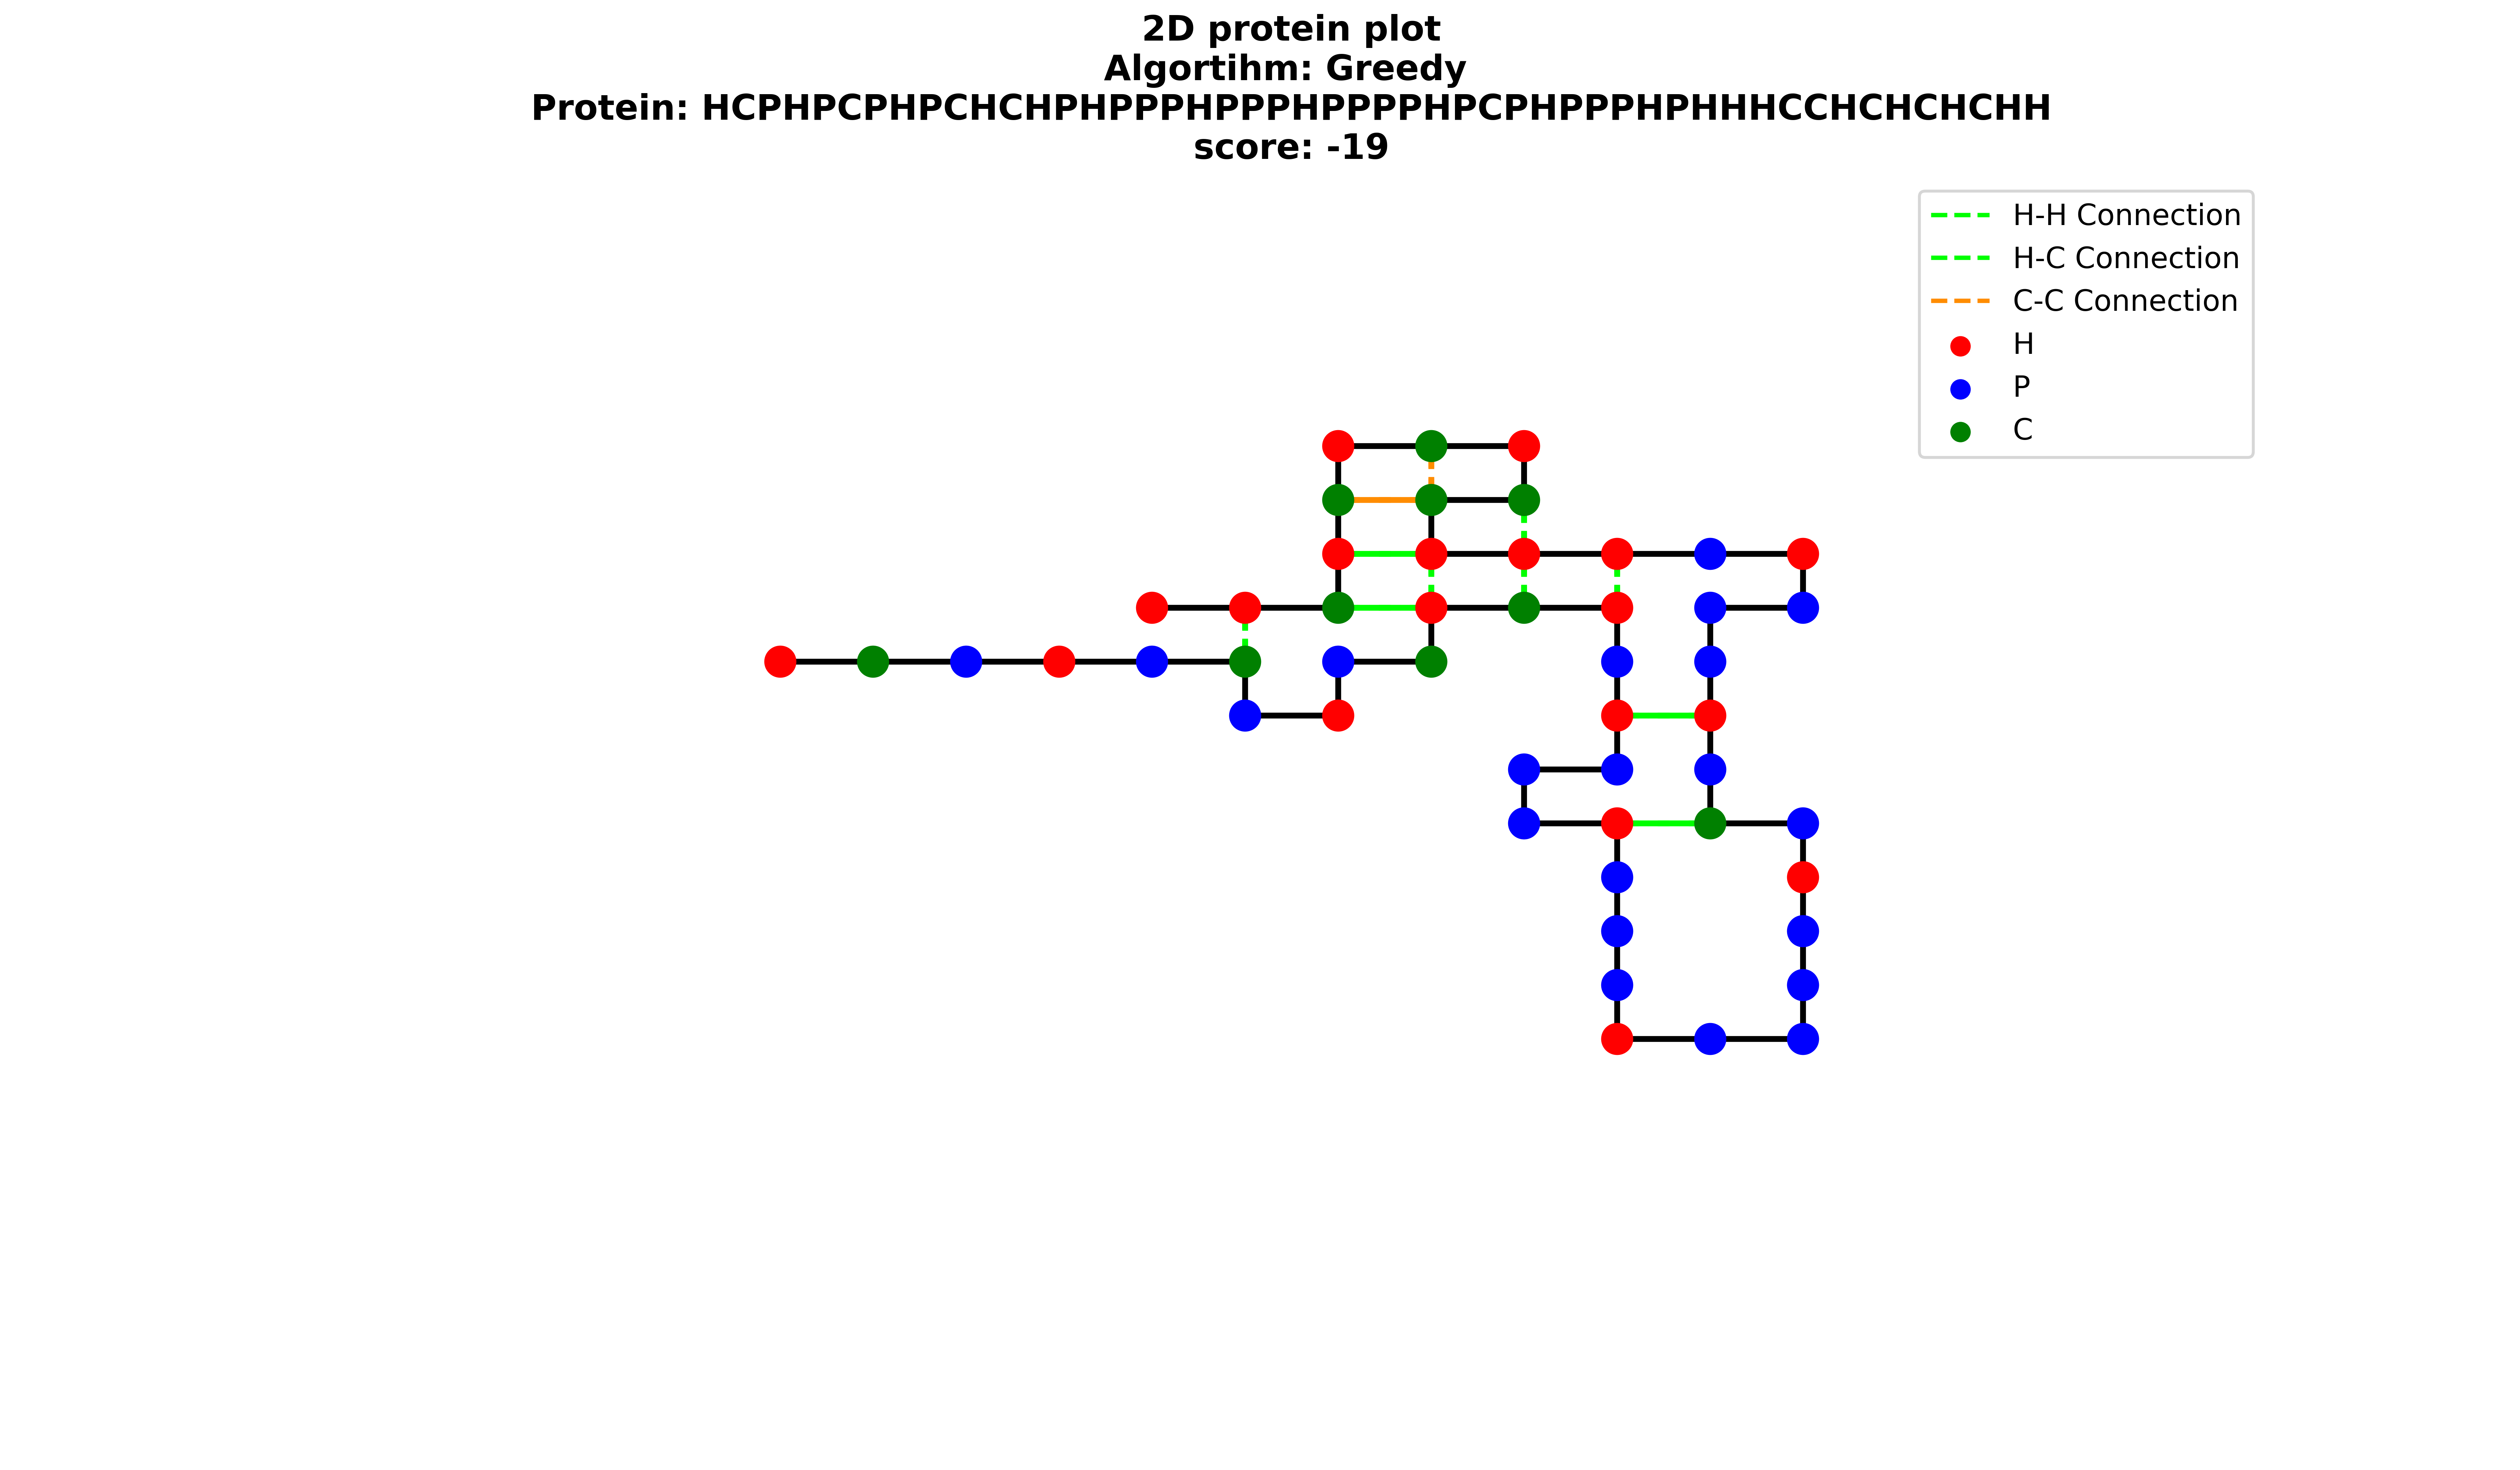 2D protein plot
Algortihm: Greedy
Protein: HCPHPCPHPCHCHPHPPPHPPPHPPPPHPCPHPPPHPHHHCCHCHCHCHH
score: -19
H-H Connection
H-C Connection
C-C Connection
H
P
C